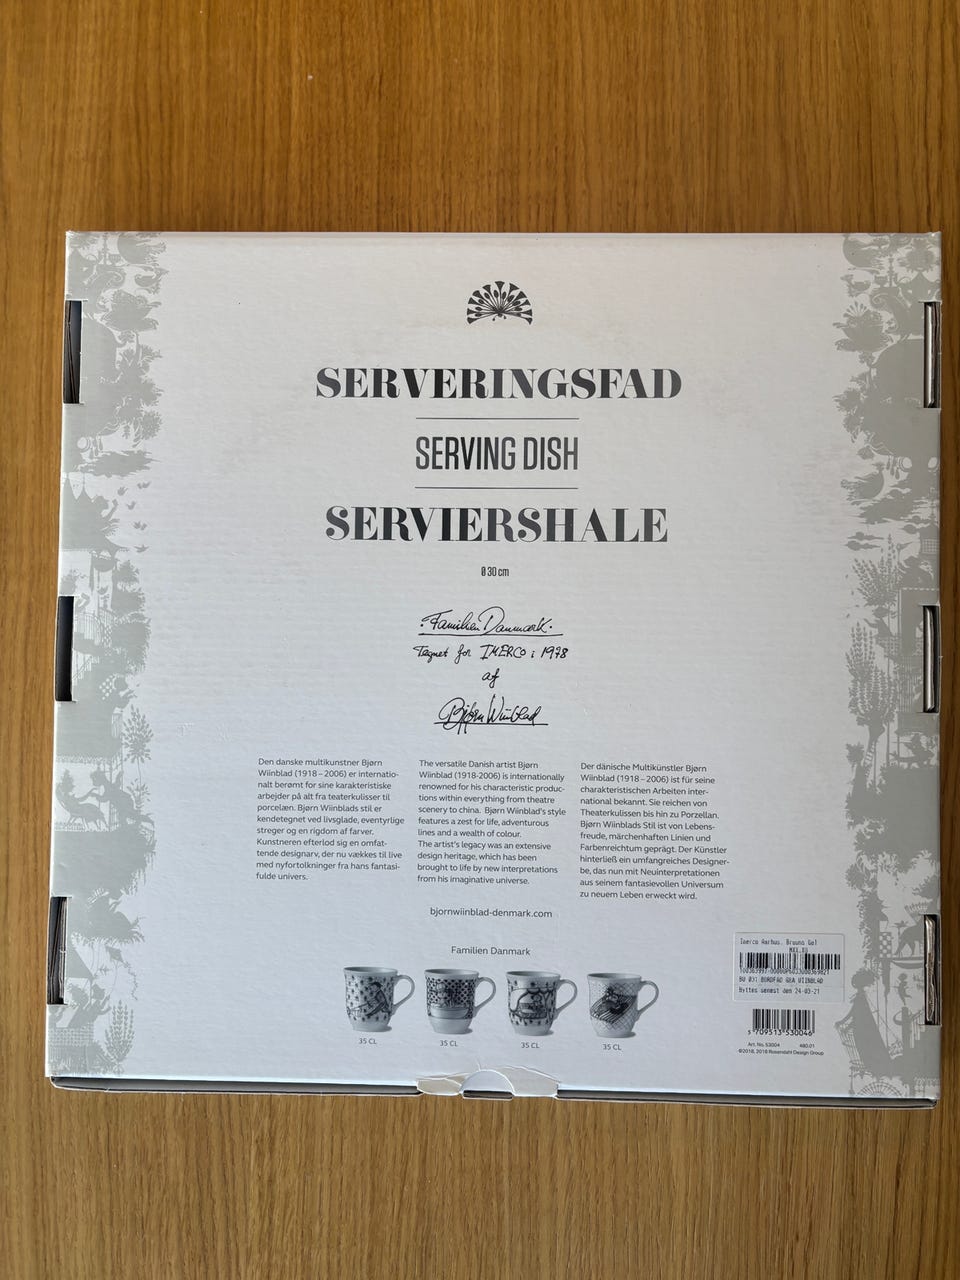 SERVERINGSFAD
SERVING DISH
SERVIERSHALE
Ø 30 cm
·Familien Danmark·
Tegnet for IMERCO i 1978
af
Bjørn Wiinblad
Den danske multikunstner Bjørn
Wiinblad (1918 – 2006) er internatio-
nalt berømt for sine karakteristiske
arbejder på alt fra teaterkulisser til
porcelæn. Bjørn Wiinblads stil er
kendetegnet ved livsglade, eventyrlige
streger og en rigdom af farver.
Kunstneren efterlod sig en omfat-
tende designarv, der nu vækkes til live
med nyfortolkninger fra hans fantasi-
fulde univers.
The versatile Danish artist Bjørn
Wiinblad (1918-2006) is internationally
renowned for his characteristic produc-
tions within everything from theatre
scenery to china. Bjørn Wiinblad's style
features a zest for life, adventurous
lines and a wealth of colour.
The artist's legacy was an extensive
design heritage, which has been
brought to life by new interpretations
from his imaginative universe.
Der dänische Multikünstler Bjørn
Wiinblad (1918 – 2006) ist für seine
charakteristischen Arbeiten inter-
national bekannt. Sie reichen von
Theaterkulissen bis hin zu Porzellan.
Bjørn Wiinblads Stil ist von Lebens-
freude, märchenhaften Linien und
Farbenreichtum geprägt. Der Künstler
hinterließ ein umfangreiches Designer-
be, das nun mit Neuinterpretationen
aus seinem fantasievollen Universum
zu neuem Leben erweckt wird.
bjornwiinblad-denmark.com
Familien Danmark
35 CL
35 CL
35 CL
35 CL
Imerco Aarhus, Bruuns Gal
BORDFAD WIINBLAD
Byttes senest den 24-03-21
5 709513 530046
Art. No. 53004 480.01
©2018, 2018 Rosendahl Design Group